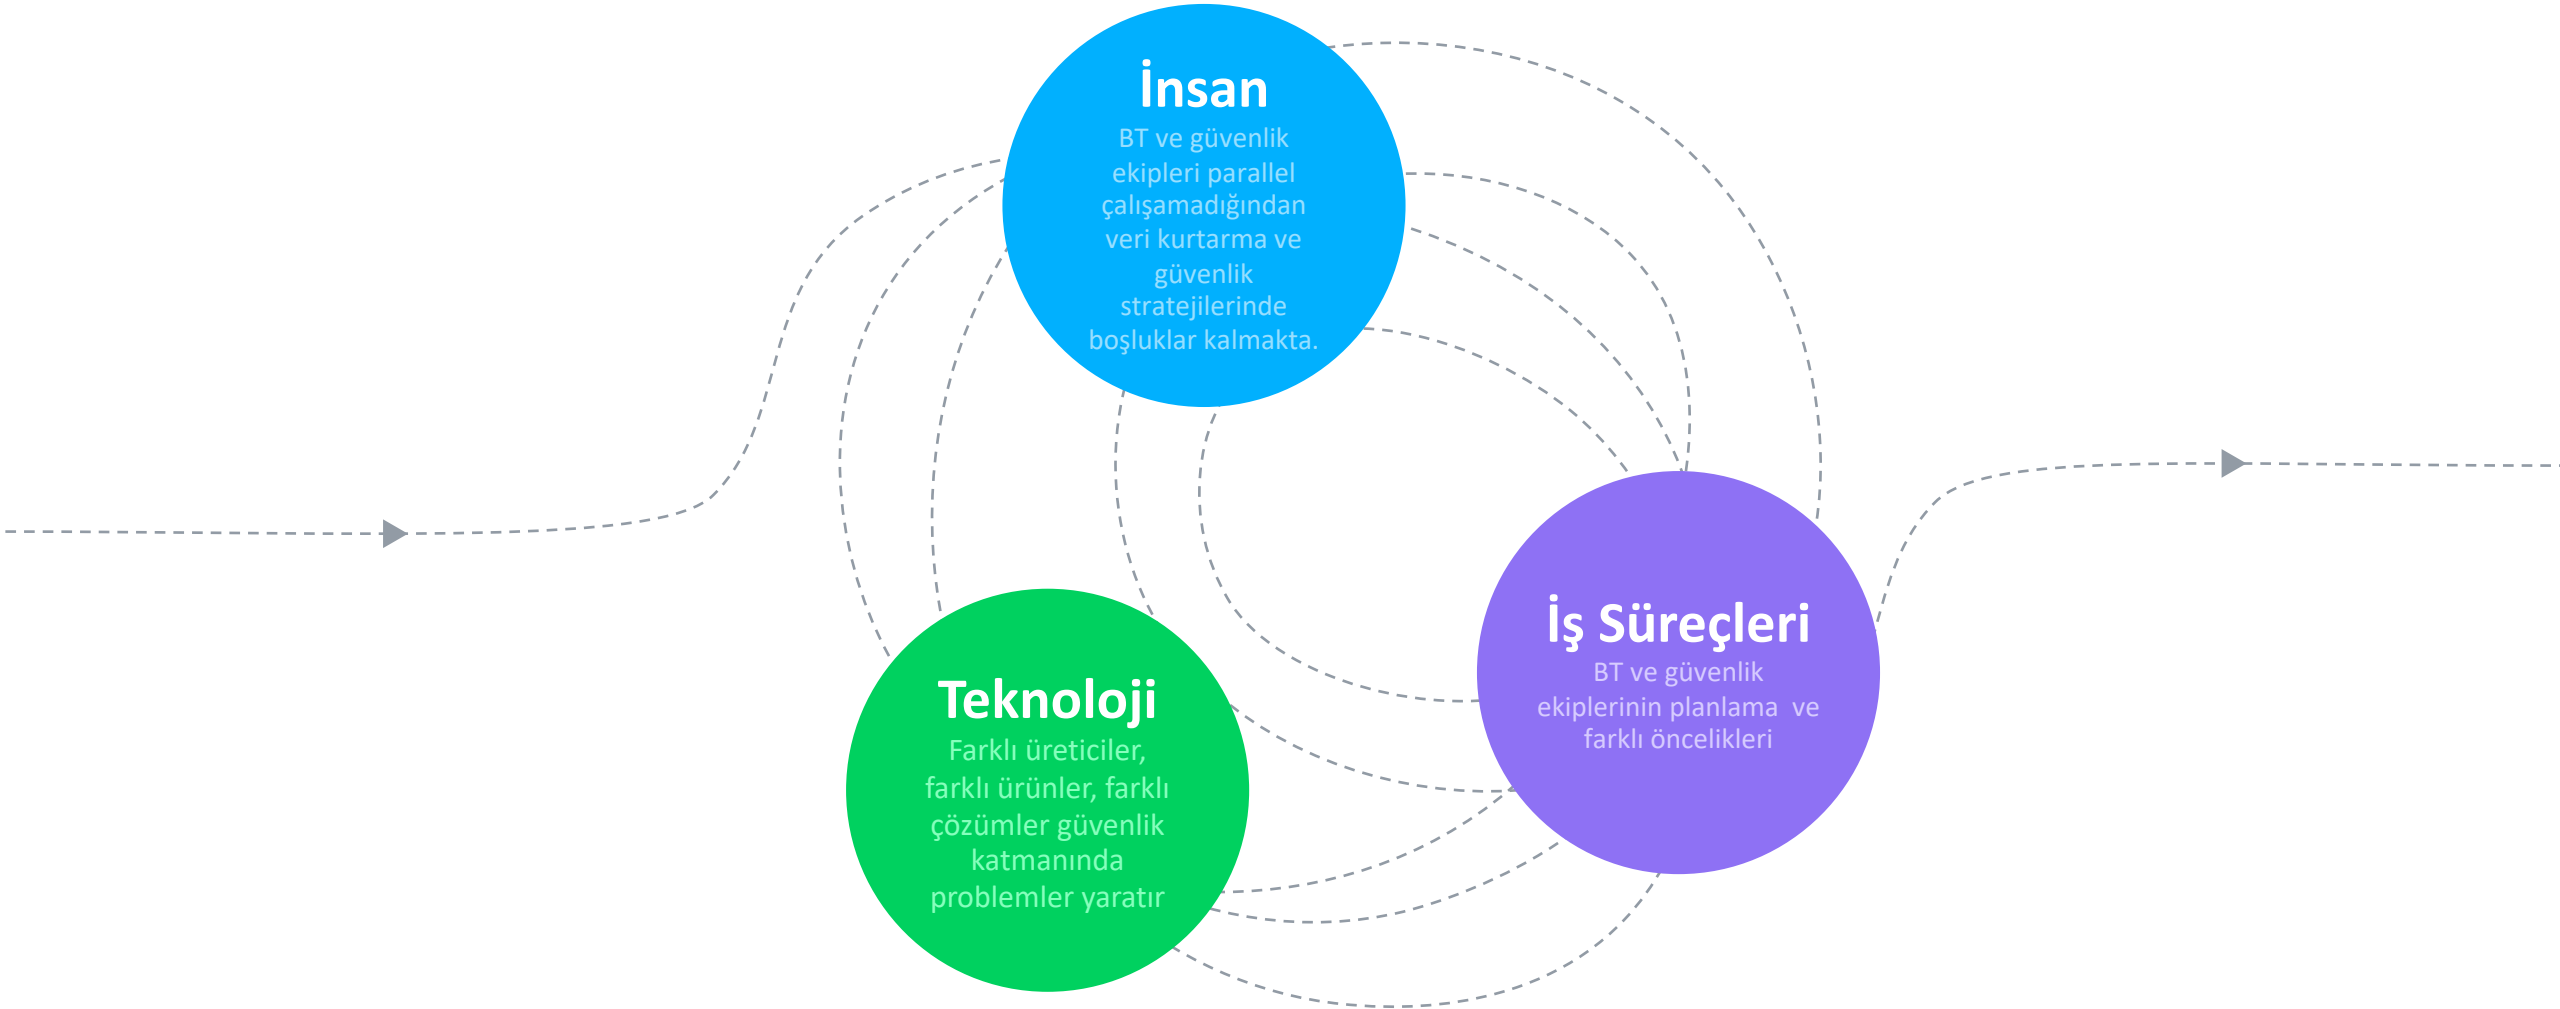 İnsan
BT ve güvenlik
ekipleri parallel
çalışamadığından
veri kurtarma ve
güvenlik
stratejilerinde
boşluklar kalmakta.
İş Süreçleri
BT ve güvenlik
ekiplerinin planlama  ve
farklı öncelikleri
Teknoloji
Farklı üreticiler,
farklı ürünler, farklı
çözümler güvenlik
katmanında
problemler yaratır